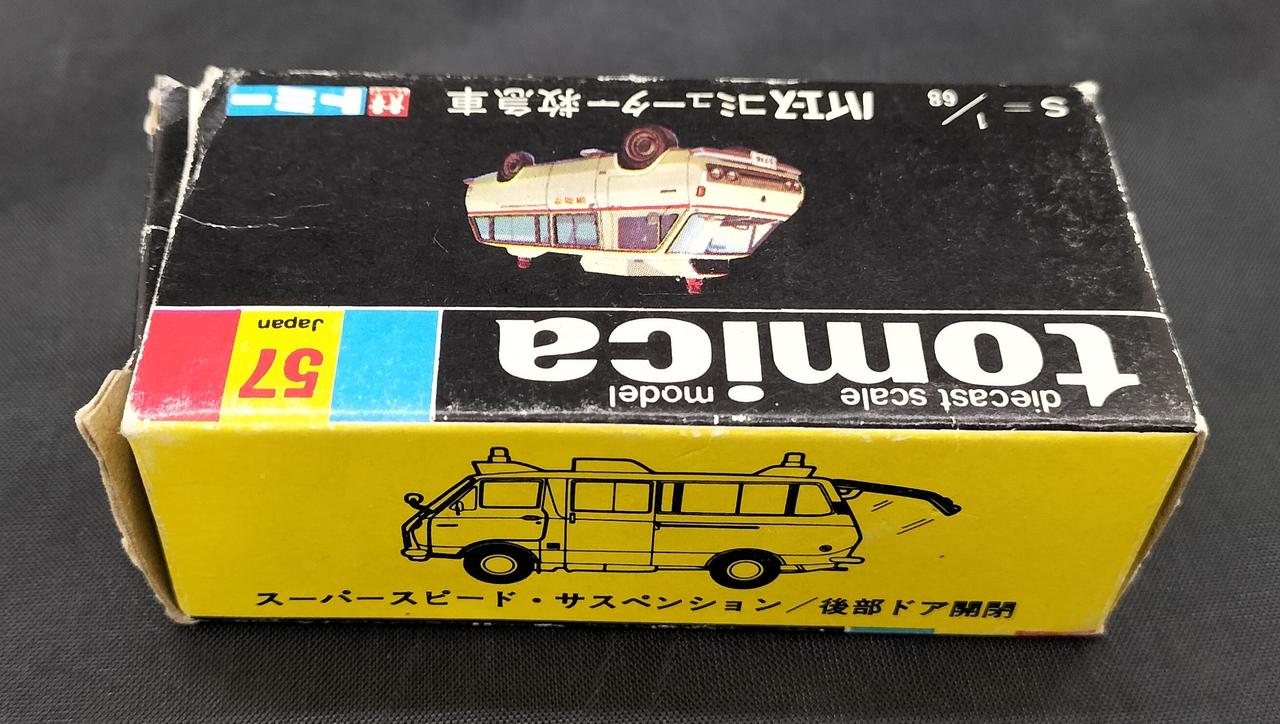 diecast scale model
tomica
57
Japan
S=1/68 ハイエースコミューター救急車 株 トミー
スーパースピード・サスペンション/後部ドア開閉